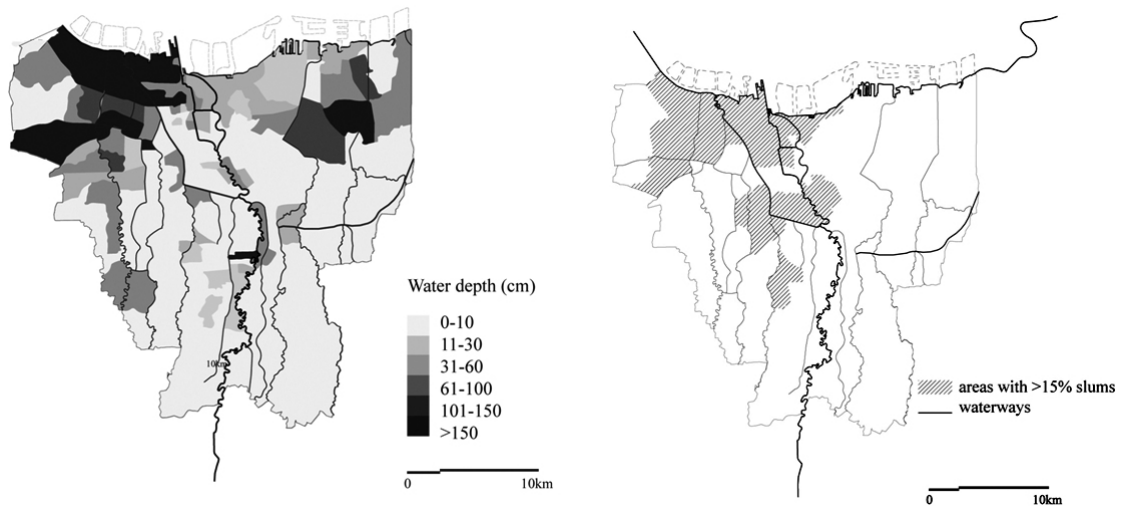 Water depth (cm)
0-10
11-30
31-60
61-100
101-150
>150
10km
0 10km
areas with >15% slums
waterways
0 10km